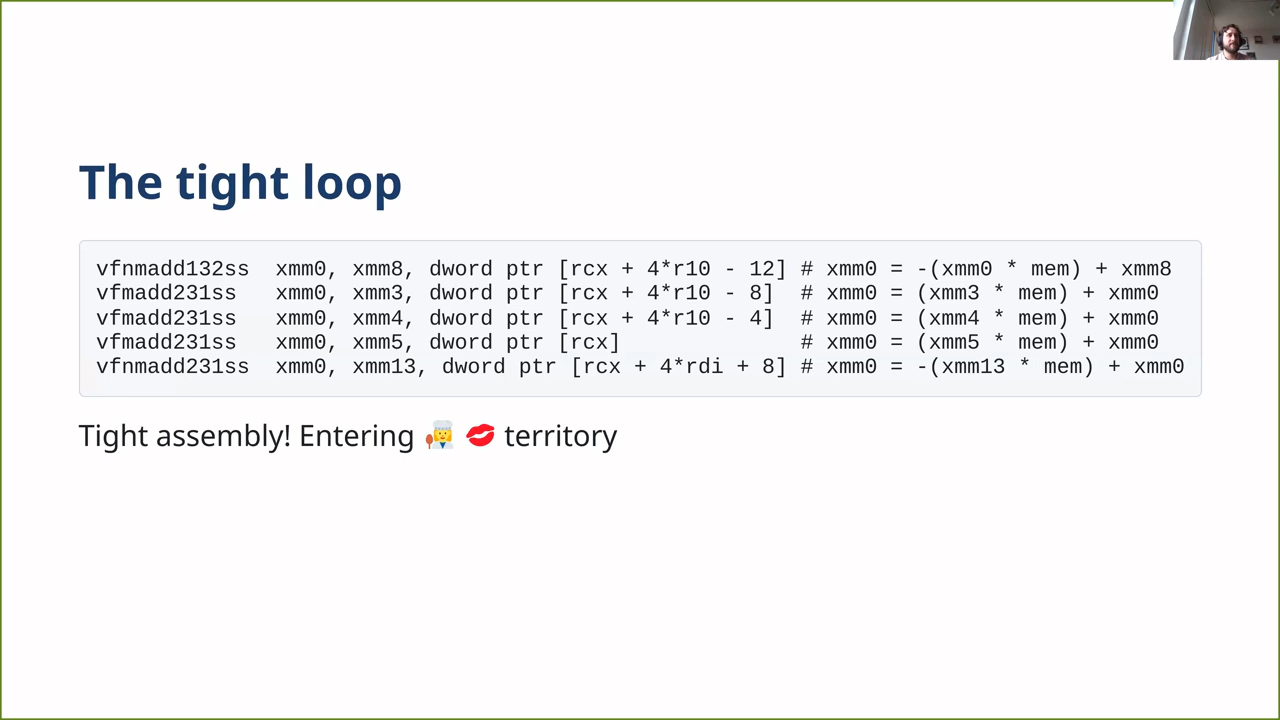 The tight loop
vfnmadd132ss  xmm0, xmm8, dword ptr [rcx + 4*r10 - 12] # xmm0 = -(xmm0 * mem) + xmm8
vfmadd231ss   xmm0, xmm3, dword ptr [rcx + 4*r10 - 8]  # xmm0 = (xmm3 * mem) + xmm0
vfmadd231ss   xmm0, xmm4, dword ptr [rcx + 4*r10 - 4]  # xmm0 = (xmm4 * mem) + xmm0
vfmadd231ss   xmm0, xmm5, dword ptr [rcx]              # xmm0 = (xmm5 * mem) + xmm0
vfnmadd231ss  xmm0, xmm13, dword ptr [rcx + 4*rdi + 8] # xmm0 = -(xmm13 * mem) + xmm0
Tight assembly! Entering 👩‍🍳 💋 territory